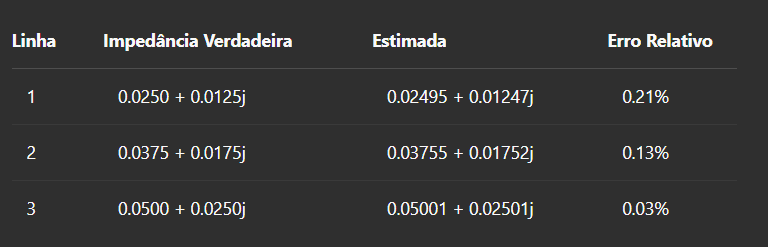 Linha Impedância Verdadeira Estimada Erro Relativo
1 0.0250 + 0.0125j 0.02495 + 0.01247j 0.21%
2 0.0375 + 0.0175j 0.03755 + 0.01752j 0.13%
3 0.0500 + 0.0250j 0.05001 + 0.02501j 0.03%